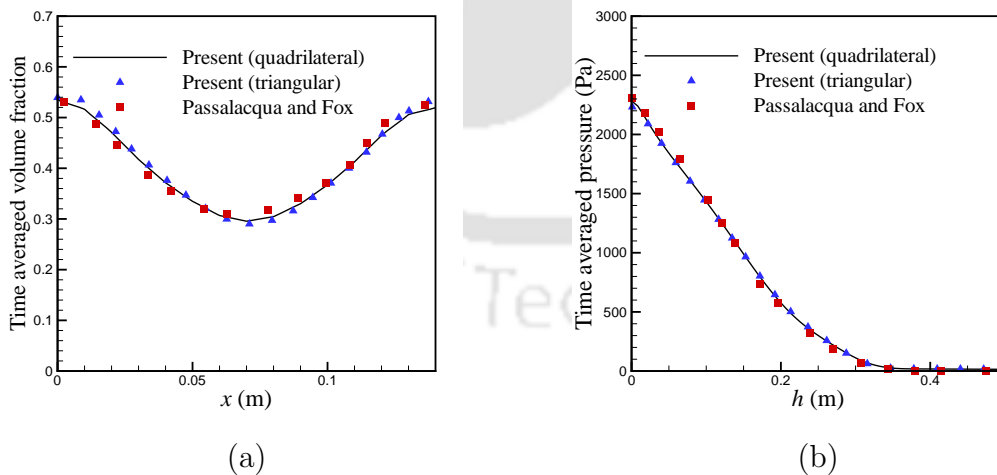 0.7
0.6
0.5
0.4
0.3
0.2
0.1
0
Time averaged volume fraction
Present (quadrilateral)
Present (triangular)
Passalacqua and Fox
0 0.05 0.1
x (m)
(a)
3000
2500
2000
1500
1000
500
0
Time averaged pressure (Pa)
Present (quadrilateral)
Present (triangular)
Passalacqua and Fox
0 0.2 0.4
h (m)
(b)